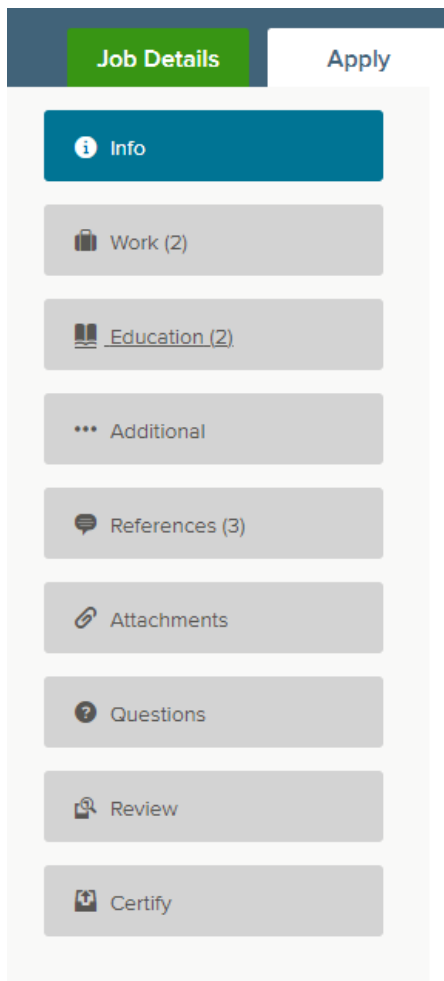 Job Details
Apply
Info
Work (2)
Education (2)
Additional
References (3)
Attachments
Questions
Review
Certify